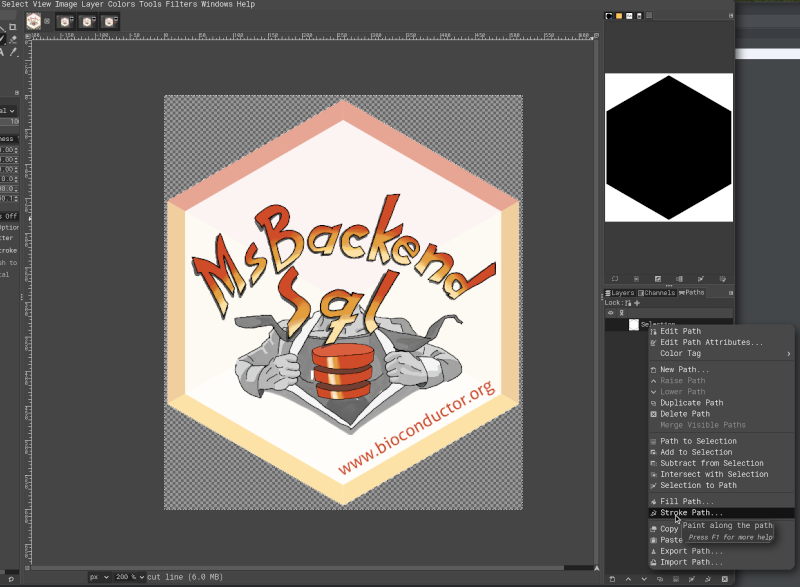 Select View Image Layer Colors Tools Filters Windows Help
MsBackend
Sql
www.bioconductor.org
px 200 % cut line (6.0 MB)
Layers Channels Paths
Lock:
Selection
Edit Path
Edit Path Attributes...
Color Tag
New Path...
Raise Path
Lower Path
Duplicate Path
Delete Path
Merge Visible Paths
Path to Selection
Add to Selection
Subtract from Selection
Intersect with Selection
Selection to Path
Fill Path...
Stroke Path...
Paint along the path
Press F1 for more help
Copy
Paste
Export Path...
Import Path...